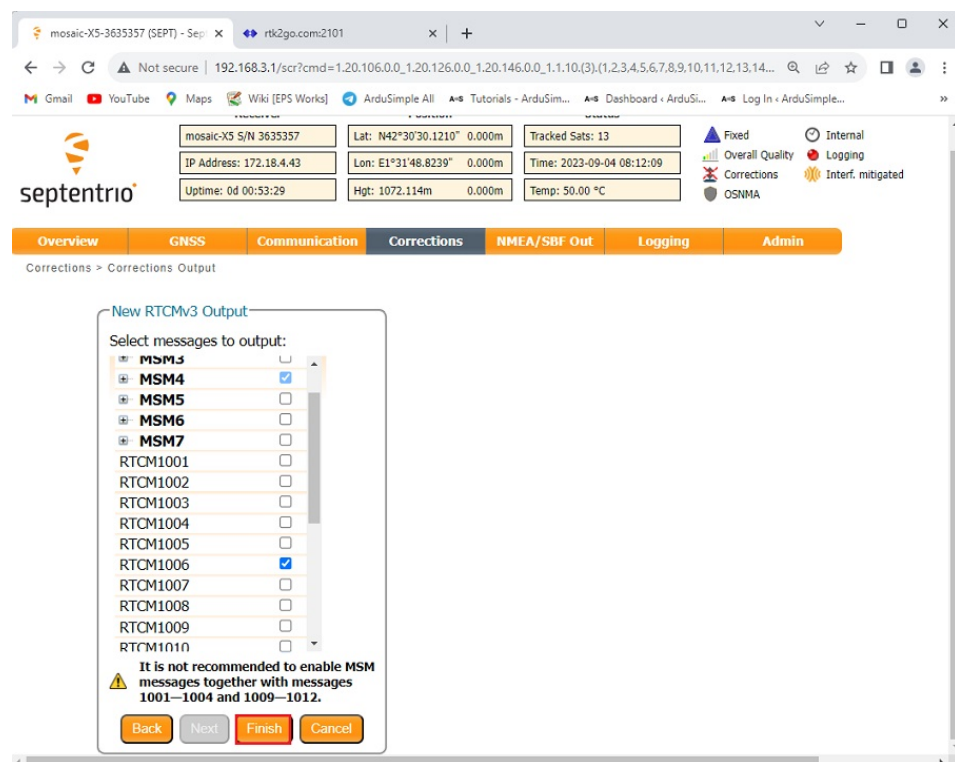 mosaic-X5-3635357 (SEPT) - Sep
rtk2go.com:2101
Not secure | 192.168.3.1/scr?cmd=1.20.106.0.0_1.20.126.0.0_1.20.146.0.0_1.1.10.(3).(1,2,3,4,5,6,7,8,9,10,11,12,13,14...
Gmail YouTube Maps Wiki [EPS Works] ArduSimple All Tutorials - ArduSim... Dashboard ‹ ArduSi... Log In ‹ ArduSimple... »
Receiver Position Status
mosaic-X5 S/N 3635357 Lat: N42°30'30.1210" 0.000m Tracked Sats: 13 Fixed Internal
IP Address: 172.18.4.43 Lon: E1°31'48.8239" 0.000m Time: 2023-09-04 08:12:09 Overall Quality Logging
Corrections Interf. mitigated
Uptime: 0d 00:53:29 Hgt: 1072.114m 0.000m Temp: 50.00 °C OSNMA
septentrio
Overview GNSS Communication Corrections NMEA/SBF Out Logging Admin
Corrections > Corrections Output
New RTCMv3 Output
Select messages to output:
MSM3
MSM4
MSM5
MSM6
MSM7
RTCM1001
RTCM1002
RTCM1003
RTCM1004
RTCM1005
RTCM1006
RTCM1007
RTCM1008
RTCM1009
RTCM1010
It is not recommended to enable MSM
messages together with messages
1001—1004 and 1009—1012.
Back Next Finish Cancel